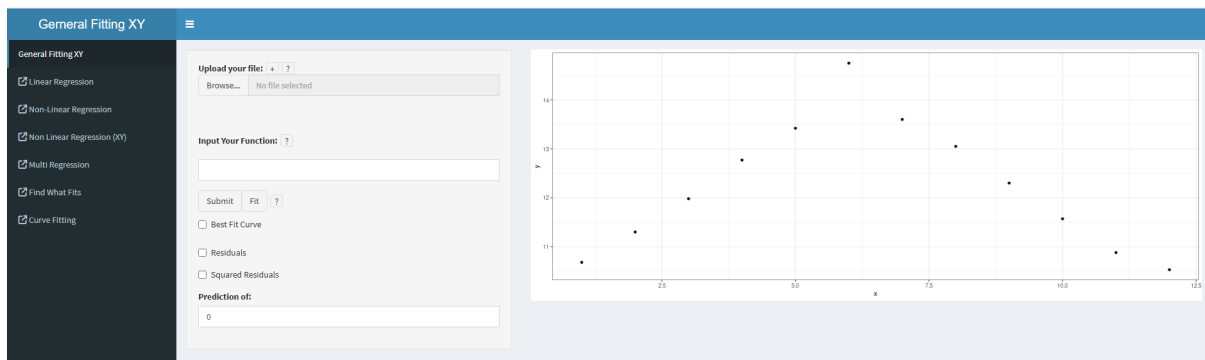 Gerneral Fitting XY
General Fitting XY
Linear Regression
Non-Linear Regression
Non Linear Regression (XY)
Multi Regression
Find What Fits
Curve Fitting
Upload your file: + ?
Browse... No file selected
Input Your Function: ?
Submit Fit ?
Best Fit Curve
Residuals
Squared Residuals
Prediction of:
0
14
13
y
12
11
2.5 5.0 7.5 10.0 12.5
x